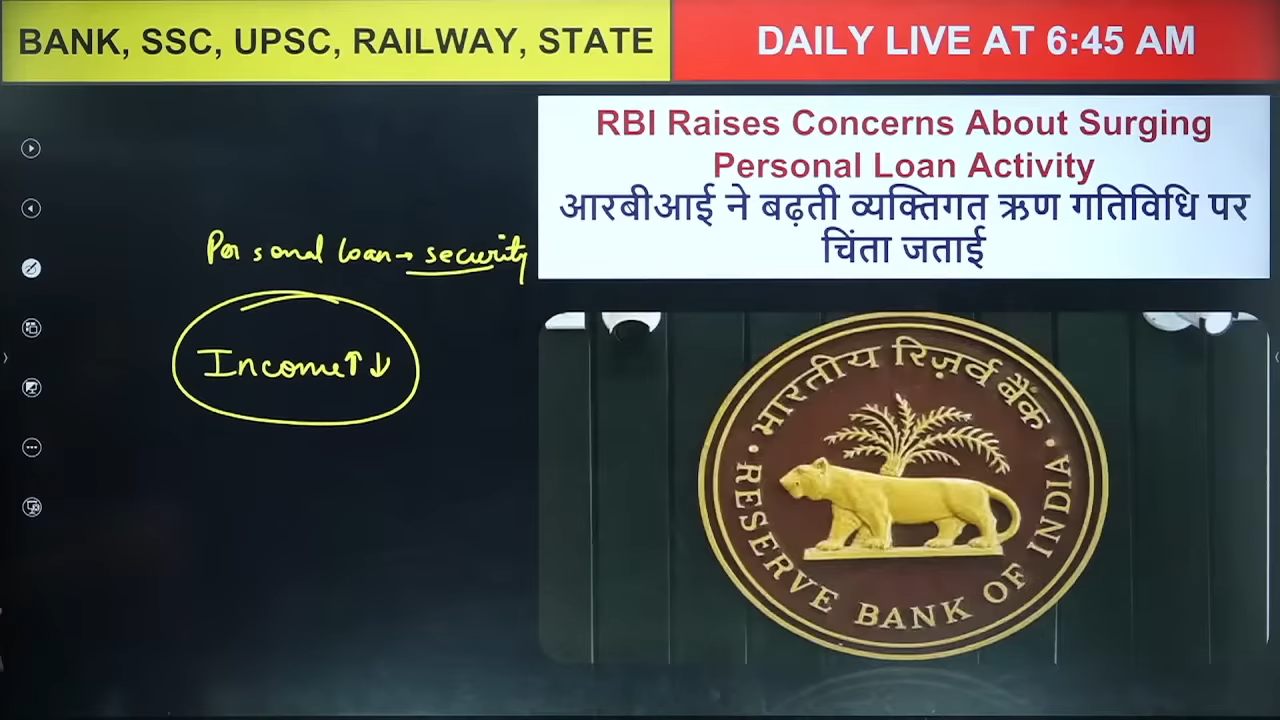 BANK, SSC, UPSC, RAILWAY, STATE
DAILY LIVE AT 6:45 AM
RBI Raises Concerns About Surging
Personal Loan Activity
आरबीआई ने बढ़ती व्यक्तिगत ऋण गतिविधि पर
चिंता जताई
Personal loan → security
Income ↑ ↓
भारतीय रिज़र्व बैंक
RESERVE BANK OF INDIA